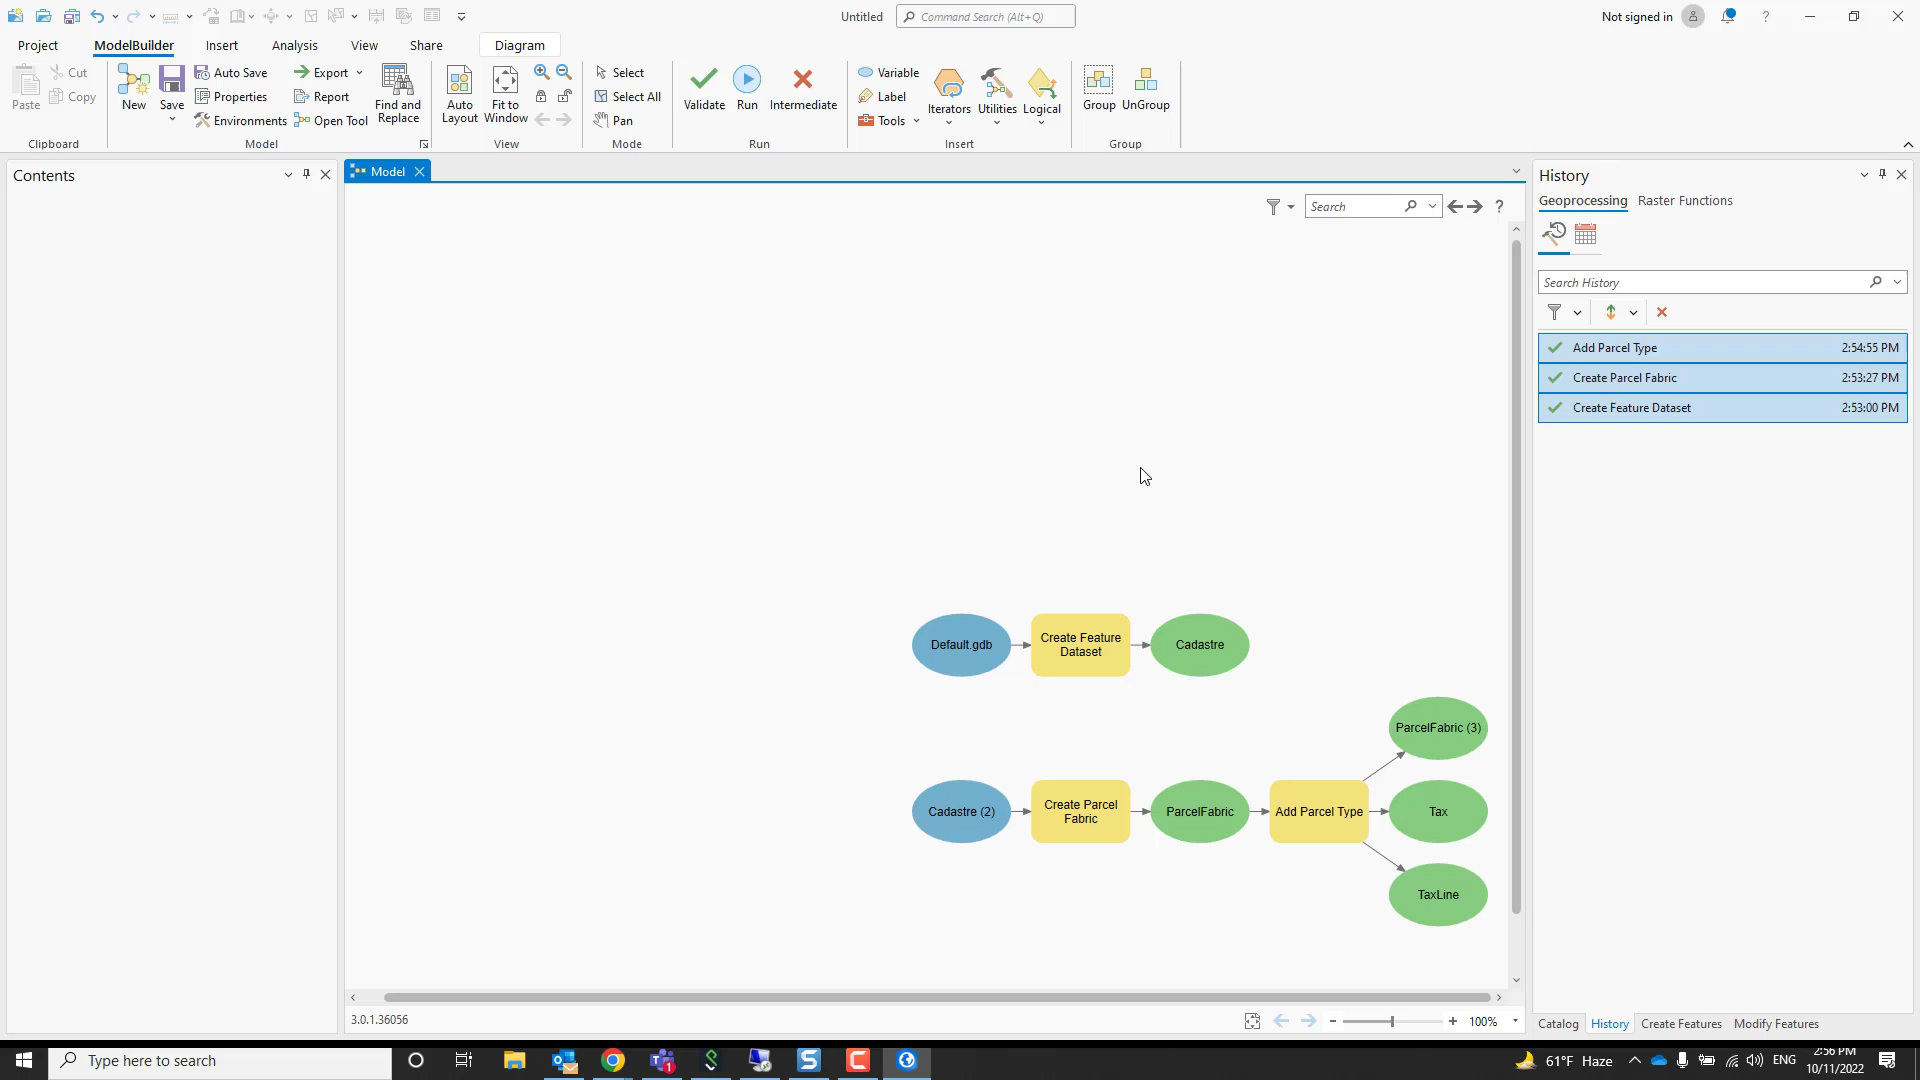 Untitled
Command Search (Alt+Q)
Not signed in
?
Project
ModelBuilder
Insert
Analysis
View
Share
Diagram
Paste
Cut
Copy
Clipboard
New
Save
Auto Save
Properties
Environments
Export
Report
Open Tool
Find and
Replace
Model
Auto
Layout
Fit to
Window
View
Select
Select All
Pan
Mode
Validate
Run
Intermediate
Run
Variable
Label
Tools
Iterators
Utilities
Logical
Insert
Group
UnGroup
Group
Contents
Model
Search
?
Default.gdb
Create Feature
Dataset
Cadastre
Cadastre (2)
Create Parcel
Fabric
ParcelFabric
Add Parcel Type
ParcelFabric (3)
Tax
TaxLine
3.0.1.36056
100%
History
Geoprocessing
Raster Functions
Search History
Add Parcel Type 2:54:55 PM
Create Parcel Fabric 2:53:27 PM
Create Feature Dataset 2:53:00 PM
Catalog
History
Create Features
Modify Features
Type here to search
1
S
C
61°F Haze
ENG
2:56 PM
10/11/2022